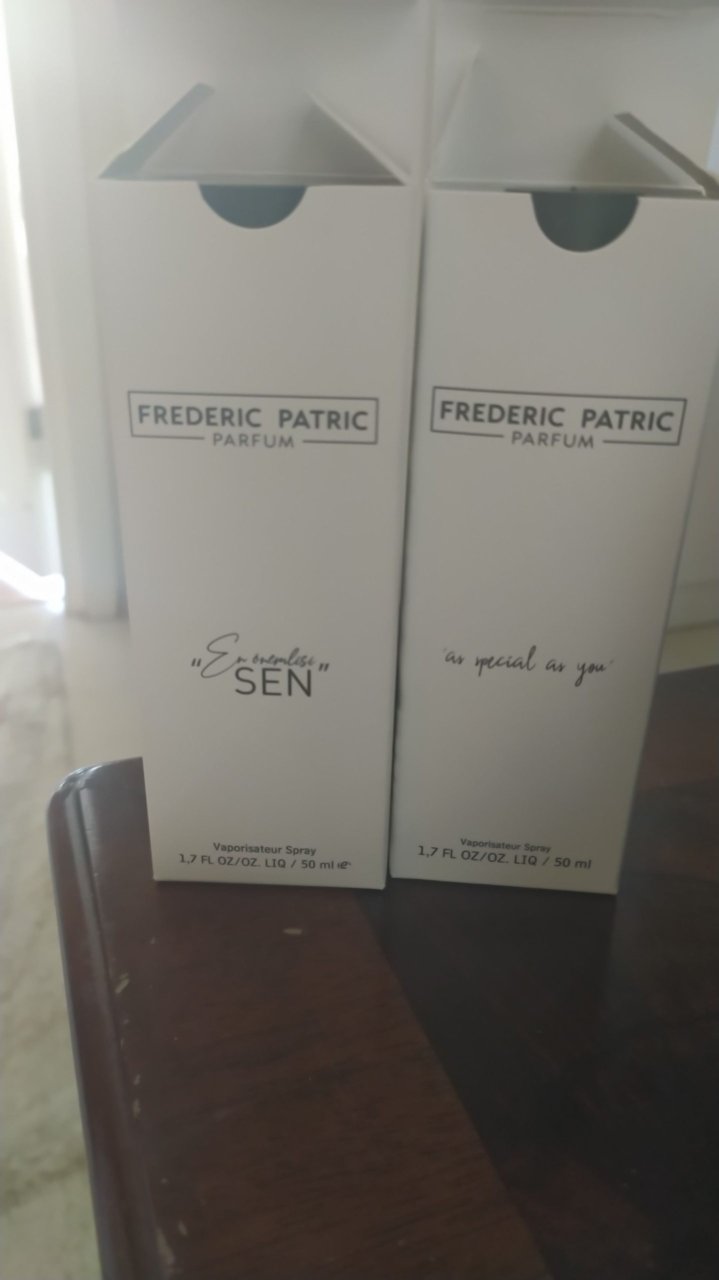 FREDERIC PATRIC
PARFUM
"En önemlisi
SEN"
Vaporisateur Spray
1,7 FL OZ/OZ. LIQ / 50 ml ℮
FREDERIC PATRIC
PARFUM
'as special as you'
Vaporisateur Spray
1,7 FL OZ/OZ. LIQ / 50 ml